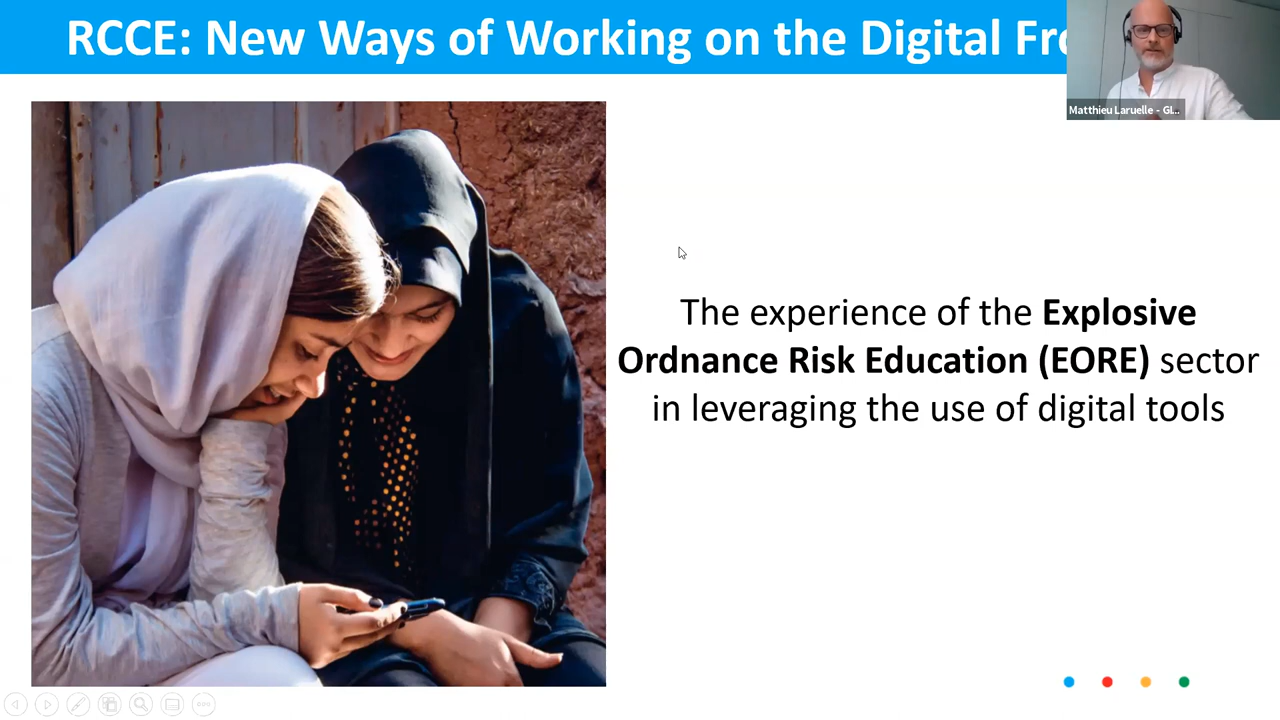 RCCE: New Ways of Working on the Digital
Matthieu Laruelle - GL..
The experience of the Explosive
Ordnance Risk Education (EORE) sector
in leveraging the use of digital tools